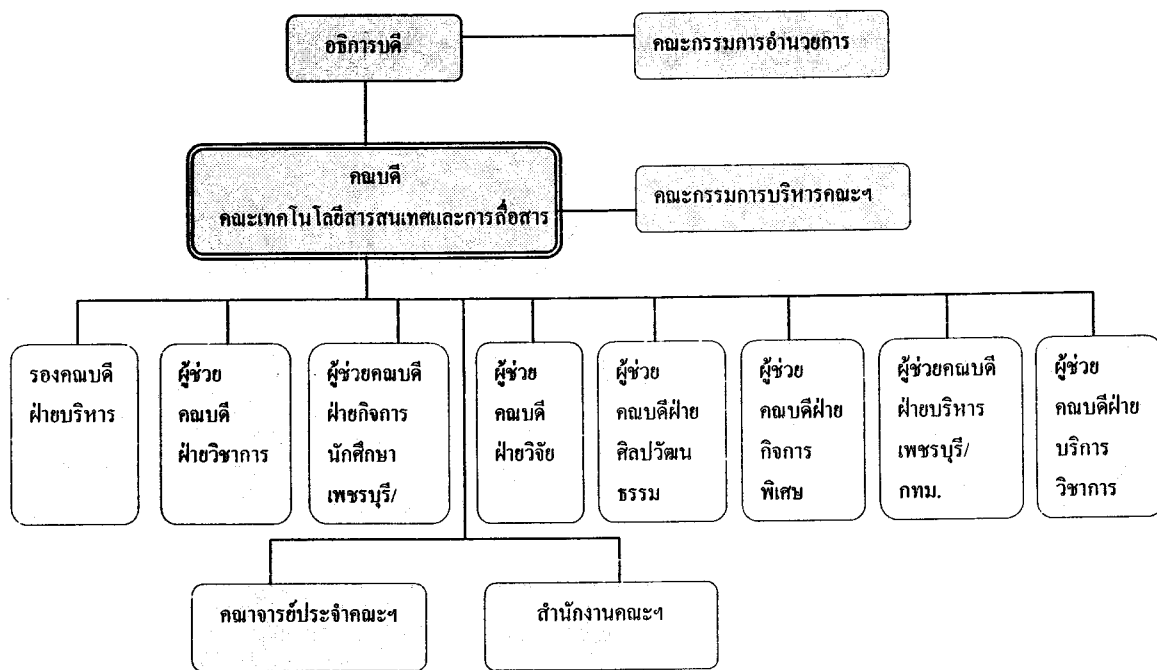 อธิการบดี
คณะกรรมการอำนวยการ
คณบดี
คณะเทคโนโลยีสารสนเทศและการสื่อสาร
คณะกรรมการบริหารคณะฯ
รองคณบดี
ฝ่ายบริหาร
ผู้ช่วย
คณบดี
ฝ่ายวิชาการ
ผู้ช่วยคณบดี
ฝ่ายกิจการ
นักศึกษา
เพชรบุรี/
ผู้ช่วย
คณบดี
ฝ่ายวิจัย
ผู้ช่วย
คณบดีฝ่าย
ศิลปวัฒน
ธรรม
ผู้ช่วย
คณบดีฝ่าย
กิจการ
พิเศษ
ผู้ช่วยคณบดี
ฝ่ายบริหาร
เพชรบุรี/
กทม.
ผู้ช่วย
คณบดีฝ่าย
บริการ
วิชาการ
คณาจารย์ประจำคณะฯ
สำนักงานคณะฯ